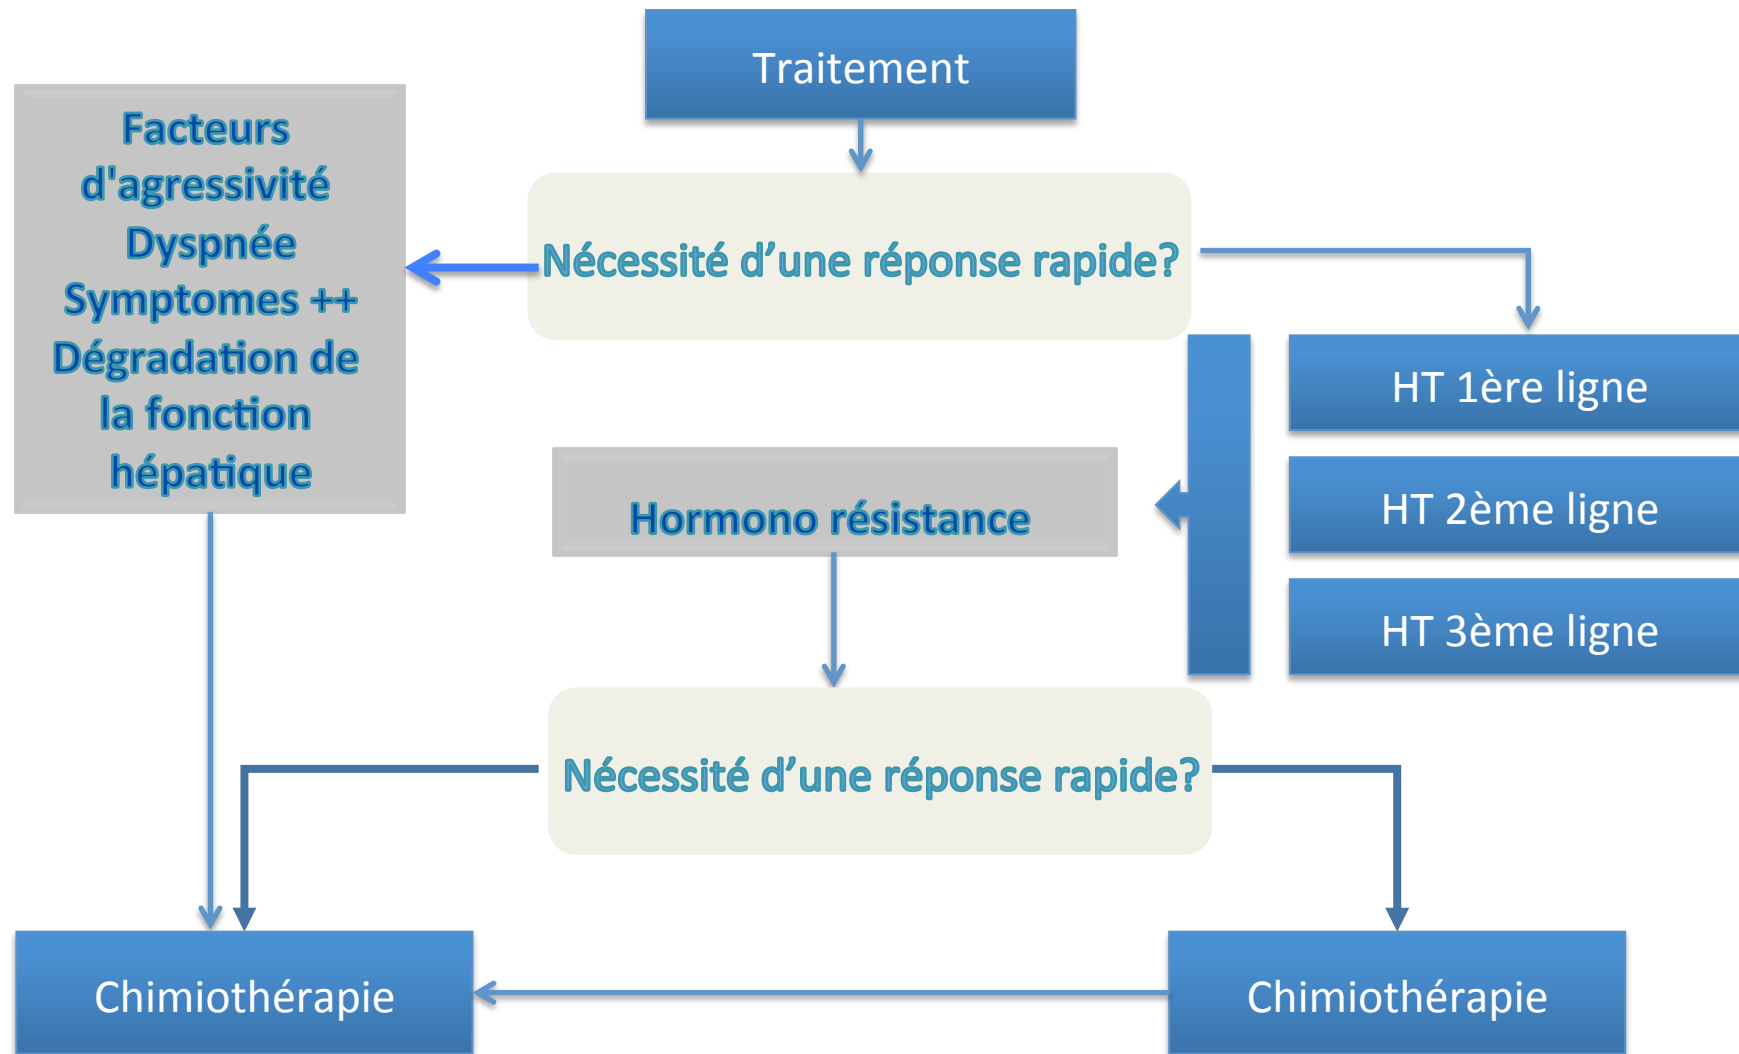 Traitement
Facteurs
d'agressivité
Dyspnée
Symptomes ++
Dégradation de
la fonction
hépatique
Nécessité d’une réponse rapide?
HT 1ère ligne
HT 2ème ligne
HT 3ème ligne
Hormono résistance
Nécessité d’une réponse rapide?
Chimiothérapie
Chimiothérapie